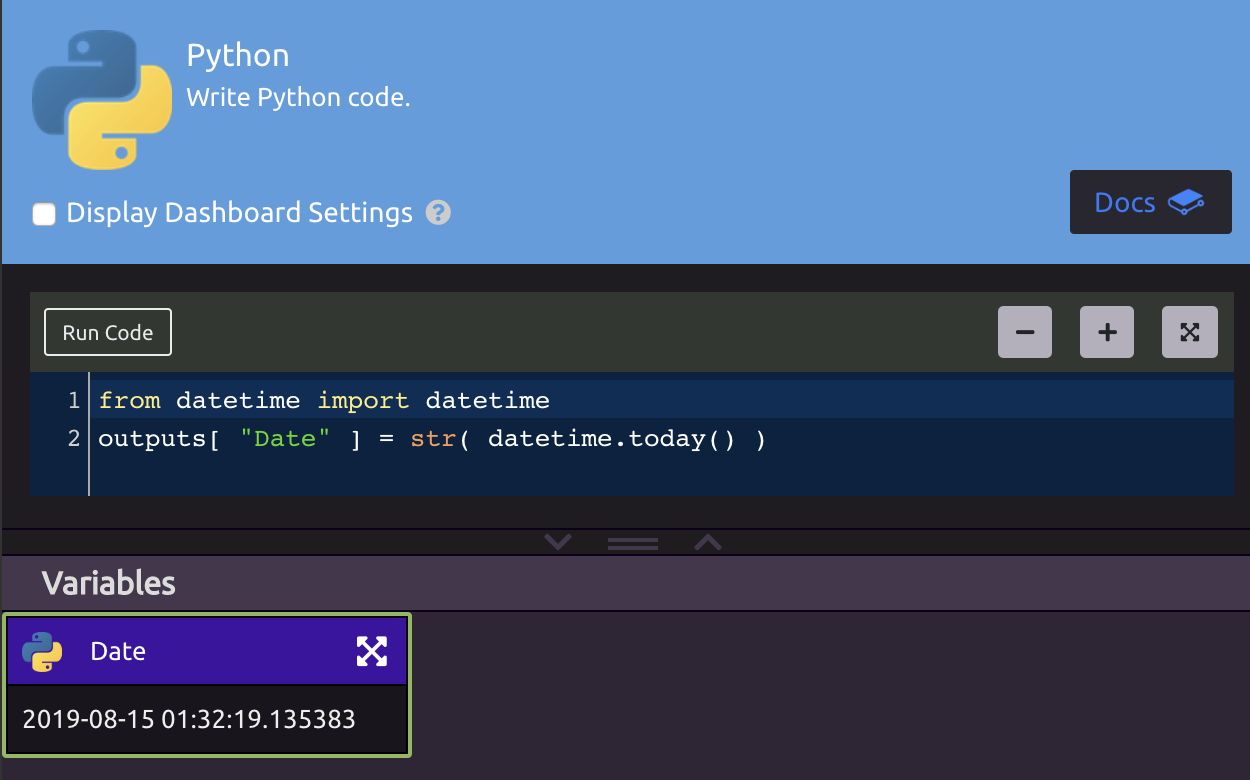 Python
Write Python code.
Display Dashboard Settings ?
Docs
Run Code
1 from datetime import datetime
2 outputs[ "Date" ] = str( datetime.today() )
Variables
Date
2019-08-15 01:32:19.135383